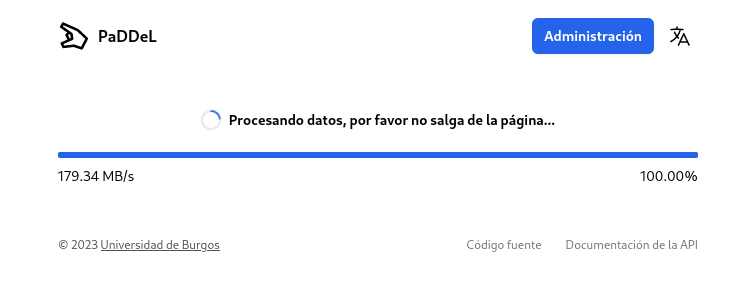 PaDDeL
Administración
Procesando datos, por favor no salga de la página...
179.34 MB/s
100.00%
© 2023 Universidad de Burgos
Código fuente
Documentación de la API